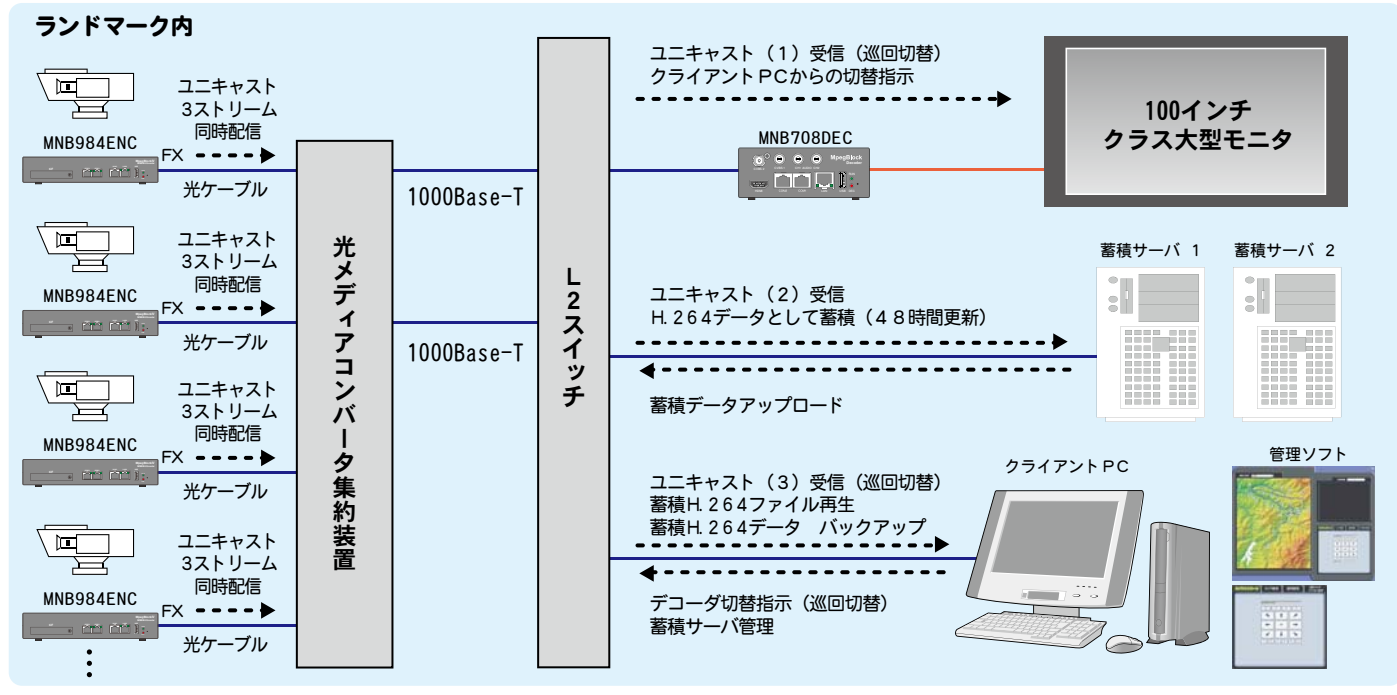 ランドマーク内
ユニキャスト
3ストリーム
同時配信
MNB984ENC
FX
光ケーブル
ユニキャスト
3ストリーム
同時配信
MNB984ENC
FX
光ケーブル
ユニキャスト
3ストリーム
同時配信
MNB984ENC
FX
光ケーブル
ユニキャスト
3ストリーム
同時配信
MNB984ENC
FX
光ケーブル
光メディアコンバータ集約装置
1000Base-T
1000Base-T
L2スイッチ
ユニキャスト（1）受信（巡回切替）
クライアントPCからの切替指示
MNB708DEC
MpegBlock
Decoder
100インチ
クラス大型モニタ
ユニキャスト（2）受信
H.264データとして蓄積（48時間更新）
蓄積データアップロード
蓄積サーバ 1
蓄積サーバ 2
ユニキャスト（3）受信（巡回切替）
蓄積H.264ファイル再生
蓄積H.264データ　バックアップ
デコーダ切替指示（巡回切替）
蓄積サーバ管理
クライアントPC
管理ソフト